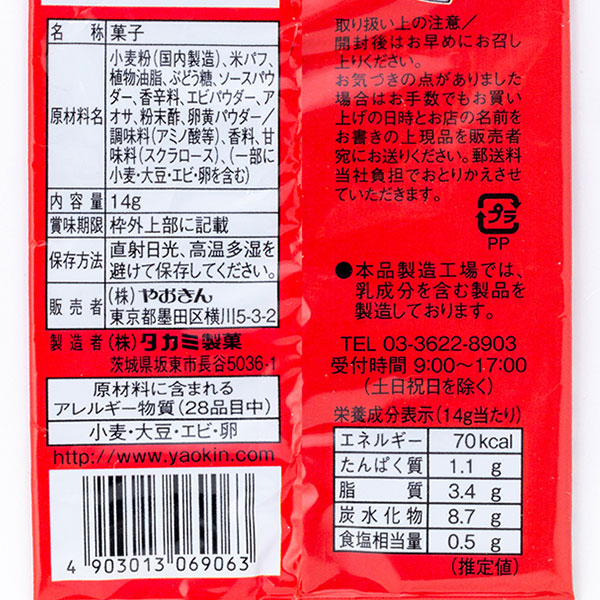 名称 菓子
原材料名
小麦粉(国内製造)、米パフ、
植物油脂、ぶどう糖、ソースパウ
ダー、香辛料、エビパウダー、ア
オサ、粉末酢、卵黄パウダー/
調味料(アミノ酸等)、香料、甘
味料(スクラロース)、(一部に
小麦・大豆・エビ・卵を含む)
内容量 14g
賞味期限 枠外上部に記載
保存方法
直射日光、高温多湿を
避けて保存してください。
販売者
(株) やおきん
東京都墨田区横川5-3-2
製造者(株)タカミ製菓
茨城県坂東市長谷5036-1
原材料に含まれる
アレルギー物質(28品目中)
小麦・大豆・エビ・卵
http://www.yaokin.com
4 903013 069063
取り扱い上の注意/
開封後はお早めにお召し
上りください。
お気づきの点がありました
場合はお手数でもお買い
上げの日時とお店の名前を
お書きの上現品を販売者
宛にお送りください。郵送料
当社負担でおとりかえさせ
ていただきます。
プラ
PP
●本品製造工場では、
乳成分を含む製品を
製造しております。
TEL 03-3622-8903
受付時間 9:00〜17:00
(土日祝日を除く)
栄養成分表示(14g当たり)
エネルギー 70kcal
たんぱく質 1.1 g
脂質 3.4 g
炭水化物 8.7 g
食塩相当量 0.5 g
(推定値)